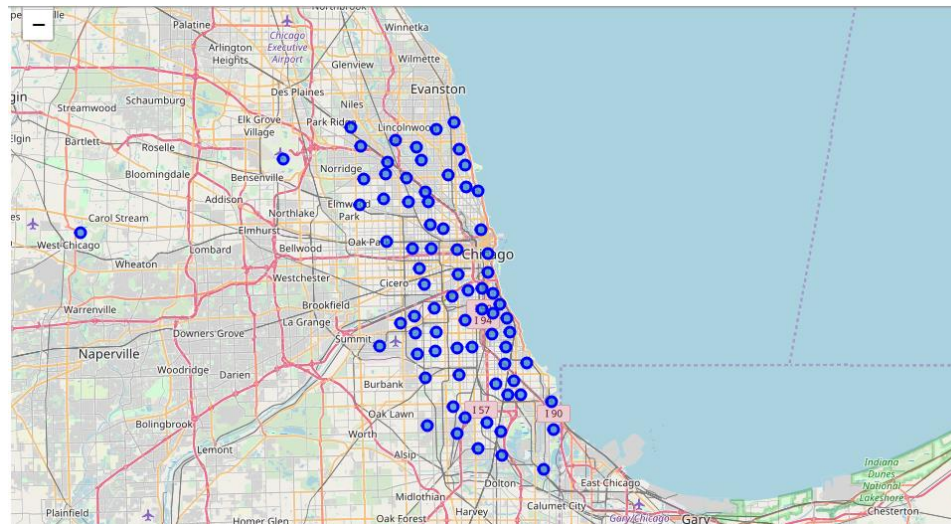 −
Northbrook
Palatine
Winnetka
Chicago
Executive
Airport
Arlington
Heights
Glenview
Wilmette
Schaumburg
Des Plaines
Evanston
Streamwood
Niles
Elk Grove
Village
Park Ridge
Lincolnwood
Elgin
Bartlett
Roselle
Bensenville
Norridge
Bloomingdale
Addison
Elmwood
Park
Northlake
Carol Stream
West Chicago
Elmhurst
Oak Park
Lombard
Bellwood
Chicago
Wheaton
Westchester
Cicero
Brookfield
Warrenville
La Grange
I 94
Downers Grove
Summit
Naperville
Woodridge
Darien
Burbank
Oak Lawn
I 57
I 90
Bolingbrook
Worth
Lemont
Alsip
Indiana
Dunes
National
Lakeshore
Dolton
East Chicago
Midlothian
Calumet City
Plainfield
Harvey
Chesterton
Homer Glen
Oak Forest
Gary/Chicago
Gary